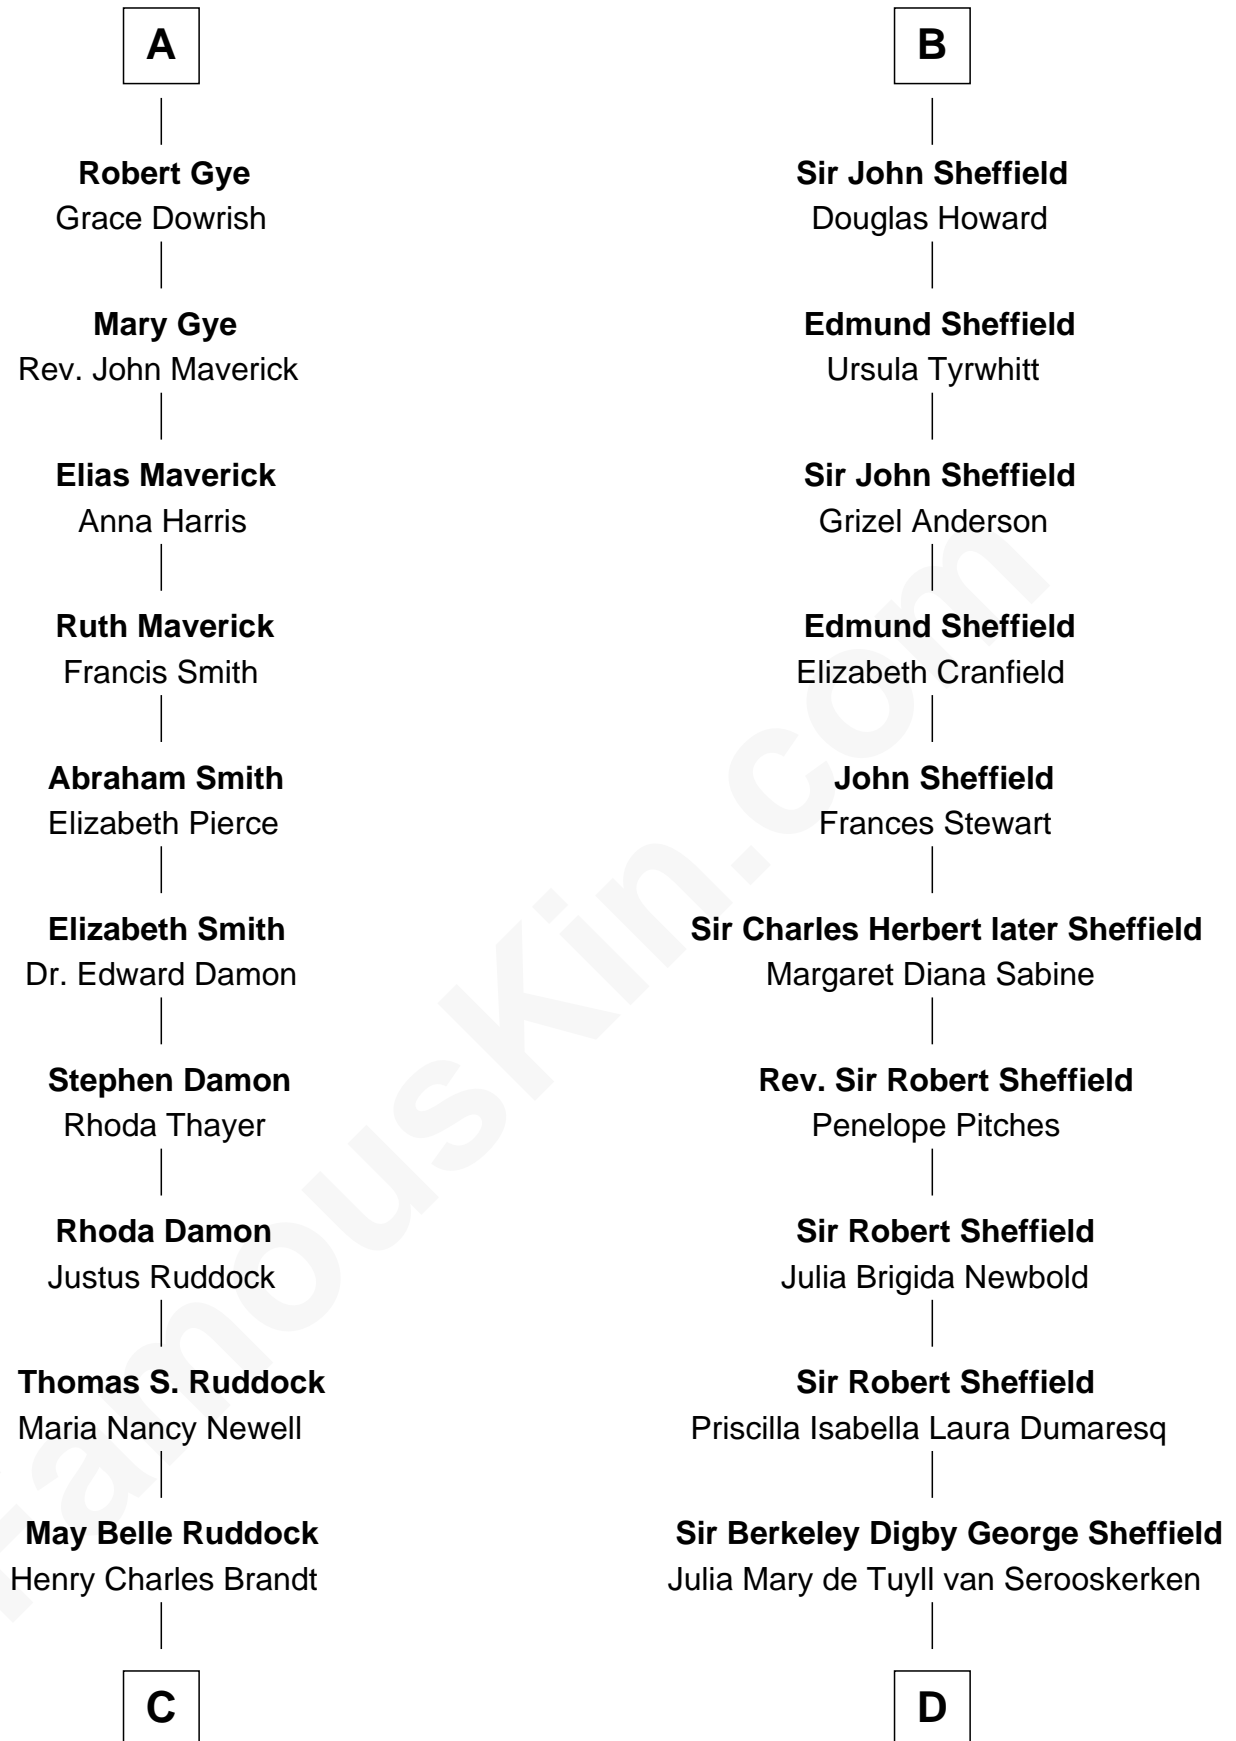 A
Robert Gye
Grace Dowrish
Mary Gye
Rev. John Maverick
Elias Maverick
Anna Harris
Ruth Maverick
Francis Smith
Abraham Smith
Elizabeth Pierce
Elizabeth Smith
Dr. Edward Damon
Stephen Damon
Rhoda Thayer
Rhoda Damon
Justus Ruddock
Thomas S. Ruddock
Maria Nancy Newell
May Belle Ruddock
Henry Charles Brandt
C
B
Sir John Sheffield
Douglas Howard
Edmund Sheffield
Ursula Tyrwhitt
Sir John Sheffield
Grizel Anderson
Edmund Sheffield
Elizabeth Cranfield
John Sheffield
Frances Stewart
Sir Charles Herbert later Sheffield
Margaret Diana Sabine
Rev. Sir Robert Sheffield
Penelope Pitches
Sir Robert Sheffield
Julia Brigida Newbold
Sir Robert Sheffield
Priscilla Isabella Laura Dumaresq
Sir Berkeley Digby George Sheffield
Julia Mary de Tuyll van Serooskerken
D
FamousKin.com